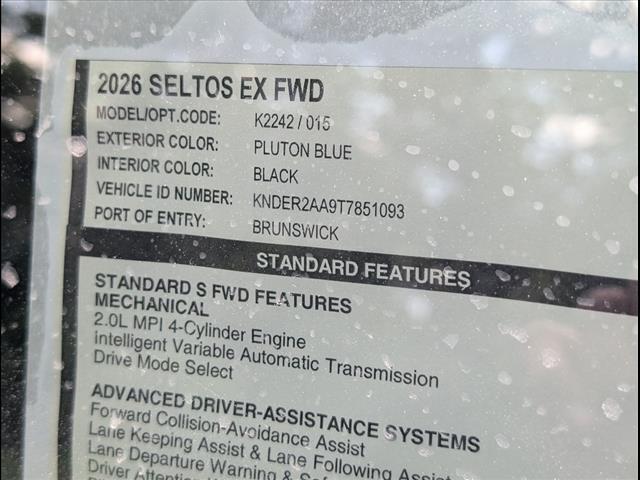 2026 SELTOS EX FWD
MODEL/OPT.CODE: K2242 / 015
EXTERIOR COLOR: PLUTON BLUE
INTERIOR COLOR: BLACK
VEHICLE ID NUMBER: KNDER2AA9T7851093
PORT OF ENTRY: BRUNSWICK
STANDARD FEATURES
STANDARD S FWD FEATURES
MECHANICAL
2.0L MPI 4-Cylinder Engine
Intelligent Variable Automatic Transmission
Drive Mode Select
ADVANCED DRIVER-ASSISTANCE SYSTEMS
Forward Collision-Avoidance Assist
Lane Keeping Assist & Lane Following Assist
Lane Departure Warning &
Driver Attention